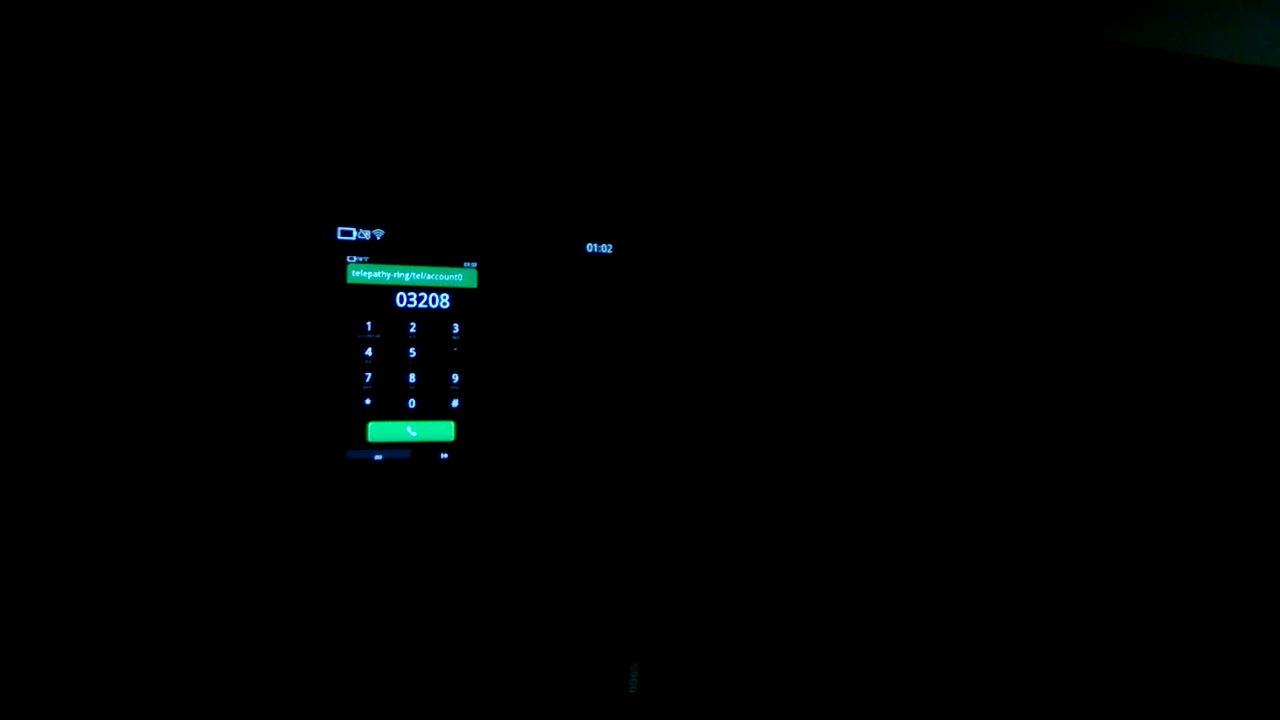 01:02
telepathy-ring/tel/account0
03208
1 2 3
4 5
7 8 9
* 0 #